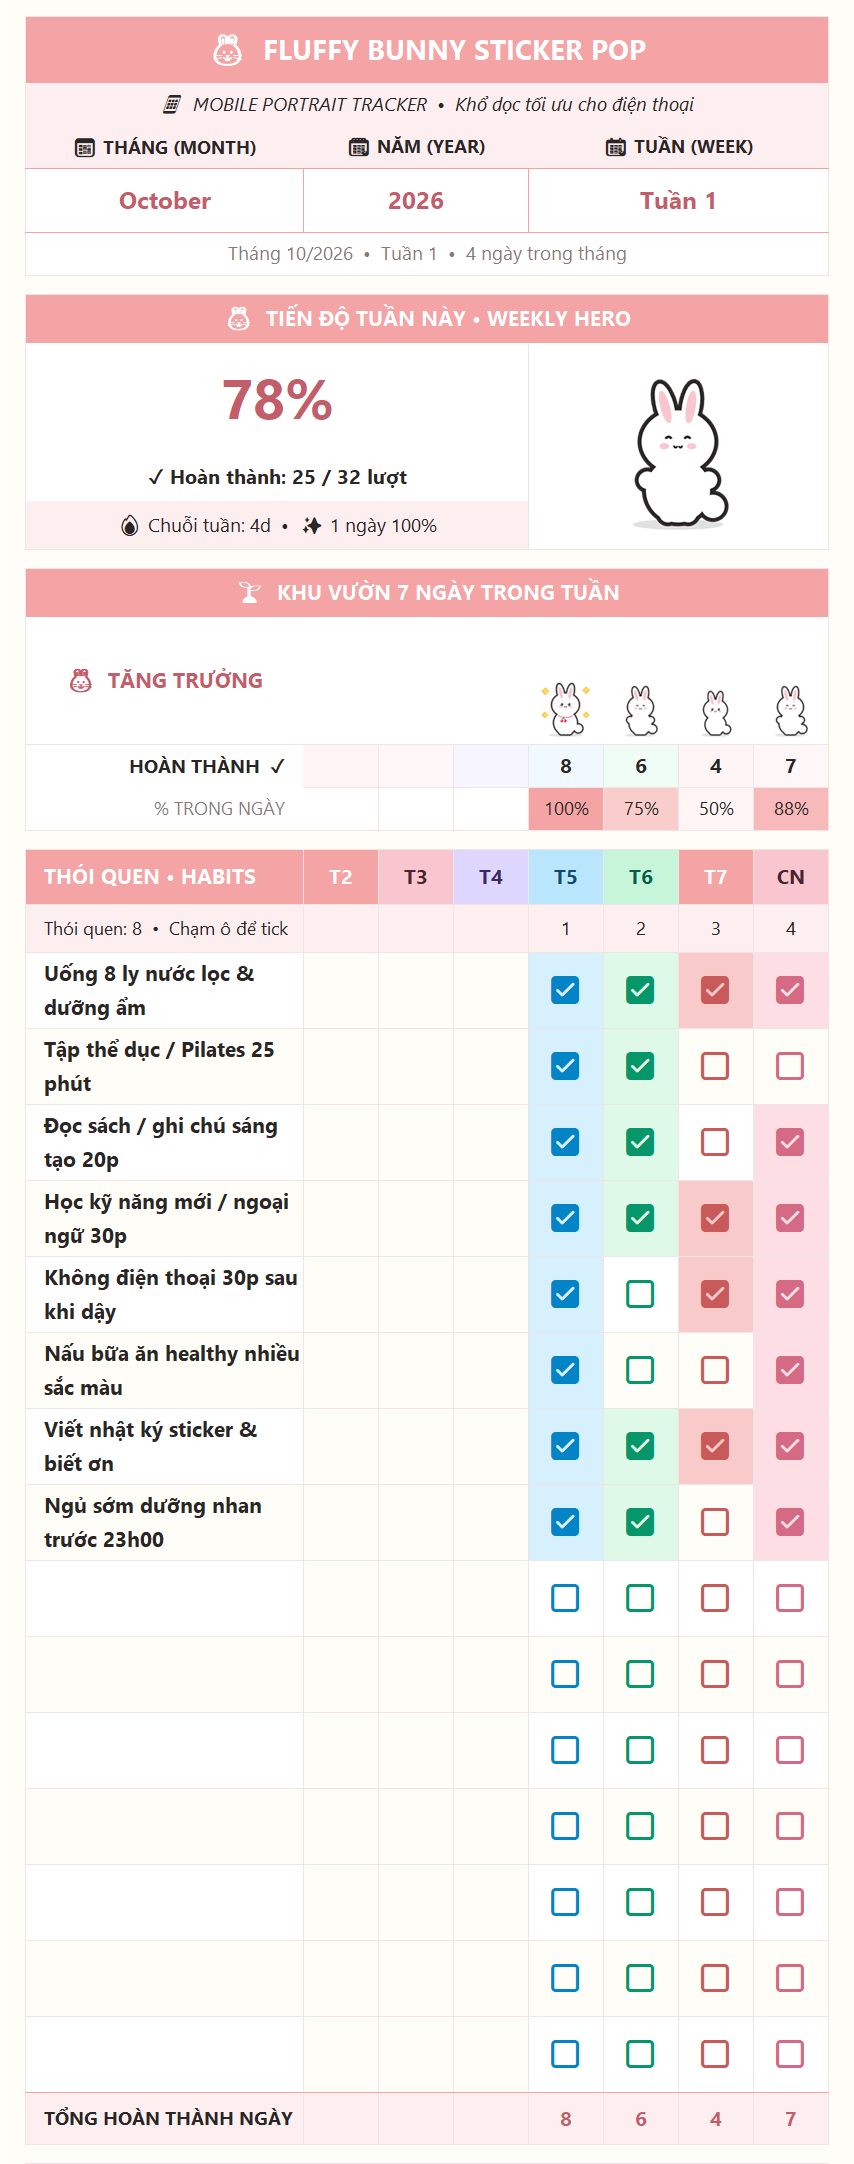 FLUFFY BUNNY STICKER POP
MOBILE PORTRAIT TRACKER • Khổ dọc tối ưu cho điện thoại
THÁNG (MONTH) NĂM (YEAR) TUẦN (WEEK)
October 2026 Tuần 1
Tháng 10/2026 • Tuần 1 • 4 ngày trong tháng
TIẾN ĐỘ TUẦN NÀY • WEEKLY HERO
78%
✓ Hoàn thành: 25 / 32 lượt
Chuỗi tuần: 4d • ✨ 1 ngày 100%
KHU VƯỜN 7 NGÀY TRONG TUẦN
TĂNG TRƯỞNG
HOÀN THÀNH ✓ 8 6 4 7
% TRONG NGÀY 100% 75% 50% 88%
THÓI QUEN • HABITS T2 T3 T4 T5 T6 T7 CN
Thói quen: 8 • Chạm ô để tick 1 2 3 4
Uống 8 ly nước lọc &
dưỡng ẩm
Tập thể dục / Pilates 25
phút
Đọc sách / ghi chú sáng
tạo 20p
Học kỹ năng mới / ngoại
ngữ 30p
Không điện thoại 30p sau
khi dậy
Nấu bữa ăn healthy nhiều
sắc màu
Viết nhật ký sticker &
biết ơn
Ngủ sớm dưỡng nhan
trước 23h00
TỔNG HOÀN THÀNH NGÀY 8 6 4 7